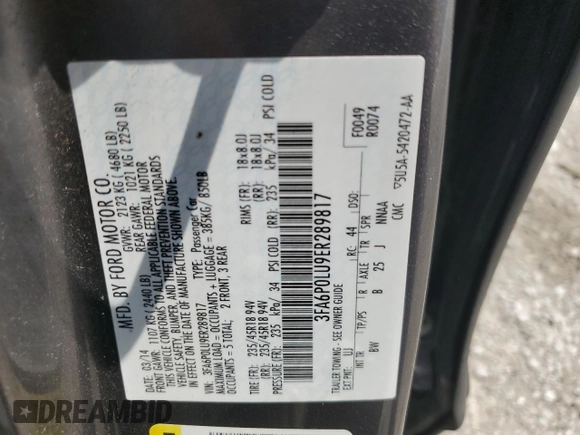 MFD. BY FORD MOTOR CO.
DATE: 03/14 GVWR: 2123 KG ( 4680 LB)
FRONT GAWR: 1107 KG (2440 LB) REAR GAWR: 1021 KG ( 2250 LB)
THIS VEHICLE CONFORMS TO ALL APPLICABLE FEDERAL MOTOR
VEHICLE SAFETY, BUMPER, AND THEFT PREVENTION STANDARDS
IN EFFECT ON THE DATE OF MANUFACTURE SHOWN ABOVE.
VIN: 3FA6P0LU9ER289817 TYPE: Passenger Car
MAXIMUM LOAD = OCCUPANTS + LUGGAGE = 385KG/ 850LB
OCCUPANTS = 5 TOTAL: 2 FRONT, 3 REAR
TIRE (FR): 235/45R18 94V RIMS (FR): 18x8.0J
TIRE (RR): 235/45R18 94V (RR): 18x8.0J
PRESSURE (FR): 235 kPa/ 34 PSI COLD (RR): 235 kPa/ 34 PSI COLD
3FA6P0LU9ER289817
F0049
R0074
TRAILER TOWING - SEE OWNER GUIDE
EXT PNT: UJ RC: 44 DSO:
INT TR TP/PS R AXLE TR SPR
BW B 25 J NNAA
CMC 5U5A-5420472-AA
DREAMBID